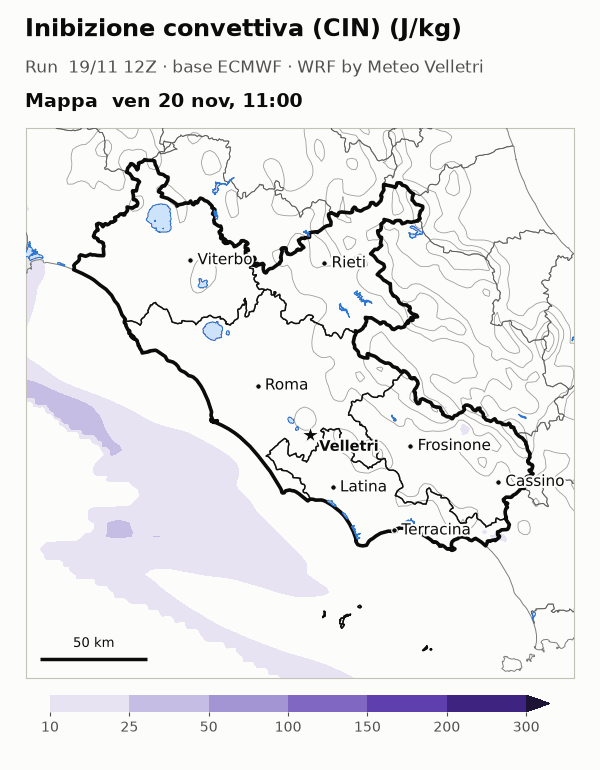 Inibizione convettiva (CIN) (J/kg)
Run  19/11 12Z · base ECMWF · WRF by Meteo Velletri
Mappa  ven 20 nov, 11:00
Viterbo
Rieti
Roma
Velletri
Frosinone
Cassino
Latina
Terracina
50 km
10 25 50 100 150 200 300